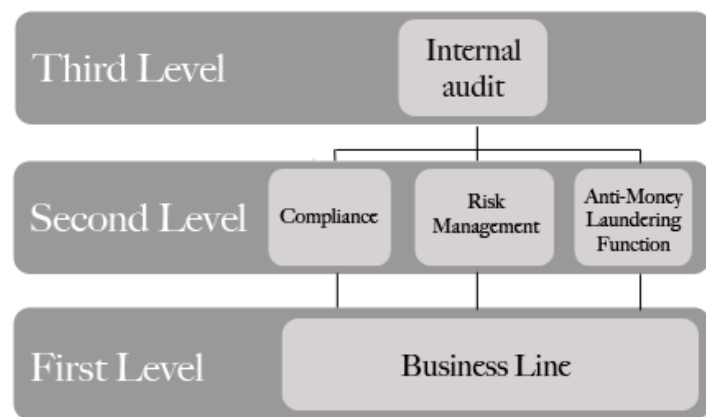 Third Level
Internal
audit
Second Level
Compliance
Risk
Management
Anti-Money
Laundering
Function
First Level
Business Line